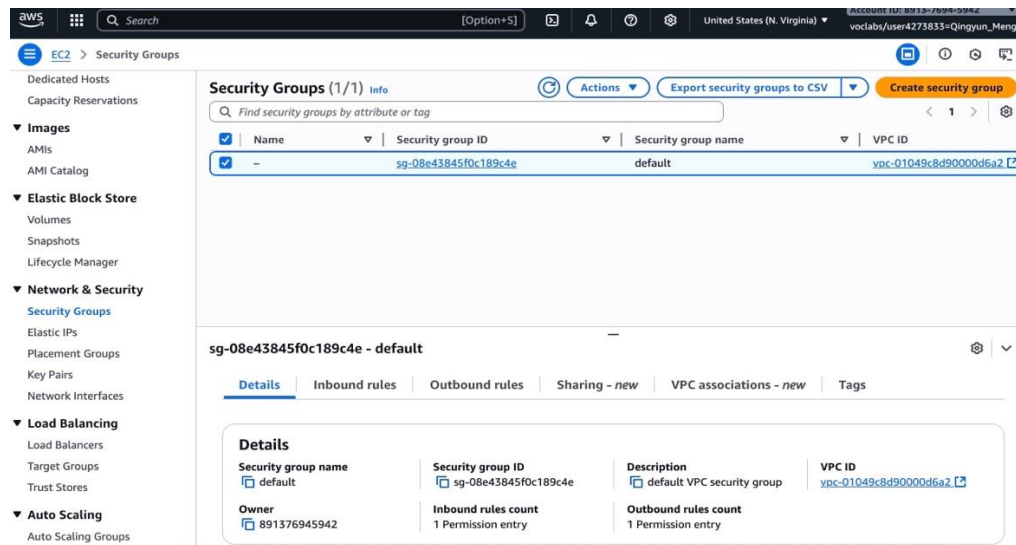 aws
Search [Option+S] United States (N. Virginia) ▼
Account ID: 8913-7694-5942
voclabs/user4273833=Qingyun_Meng
EC2 > Security Groups
Dedicated Hosts
Capacity Reservations
▼ Images
AMIs
AMI Catalog
▼ Elastic Block Store
Volumes
Snapshots
Lifecycle Manager
▼ Network & Security
Security Groups
Elastic IPs
Placement Groups
Key Pairs
Network Interfaces
▼ Load Balancing
Load Balancers
Target Groups
Trust Stores
▼ Auto Scaling
Auto Scaling Groups
Security Groups (1/1) Info
Actions ▼
Export security groups to CSV ▼
Create security group
Find security groups by attribute or tag
< 1 >
Name Security group ID Security group name VPC ID
– sg-08e43845f0c189c4e default vpc-01049c8d90000d6a2
sg-08e43845f0c189c4e - default
Details Inbound rules Outbound rules Sharing - new VPC associations - new Tags
Details
Security group name Security group ID Description VPC ID
default sg-08e43845f0c189c4e default VPC security group vpc-01049c8d90000d6a2
Owner Inbound rules count Outbound rules count
891376945942 1 Permission entry 1 Permission entry